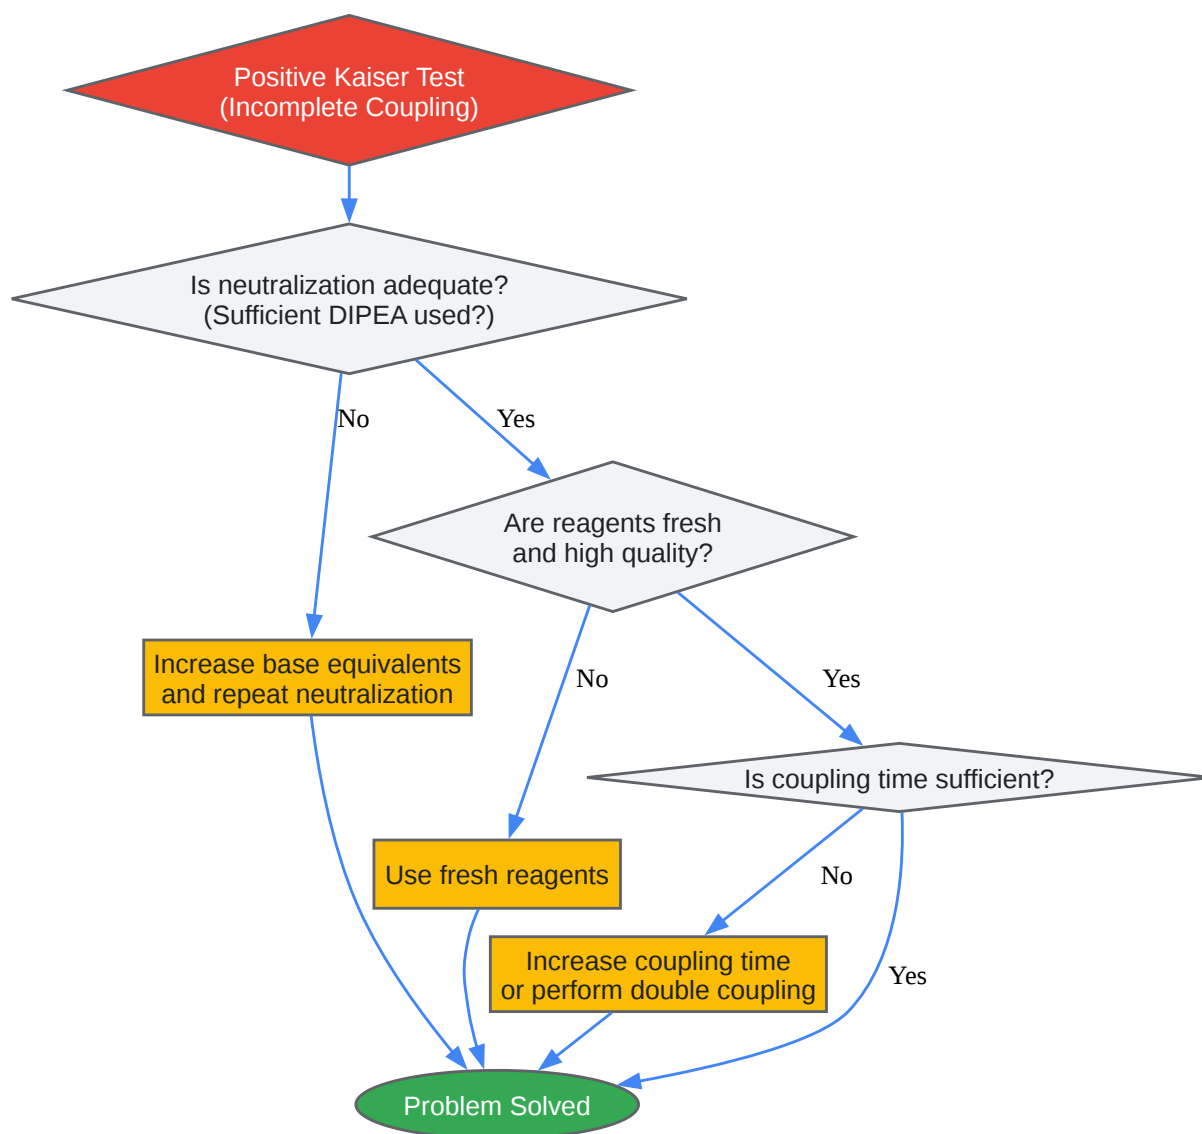 Positive Kaiser Test
(Incomplete Coupling)
Is neutralization adequate?
(Sufficient DIPEA used?)
No
Yes
Are reagents fresh
and high quality?
Increase base equivalents
and repeat neutralization
No
Yes
Is coupling time sufficient?
Use fresh reagents
No
Increase coupling time
or perform double coupling
Yes
Problem Solved